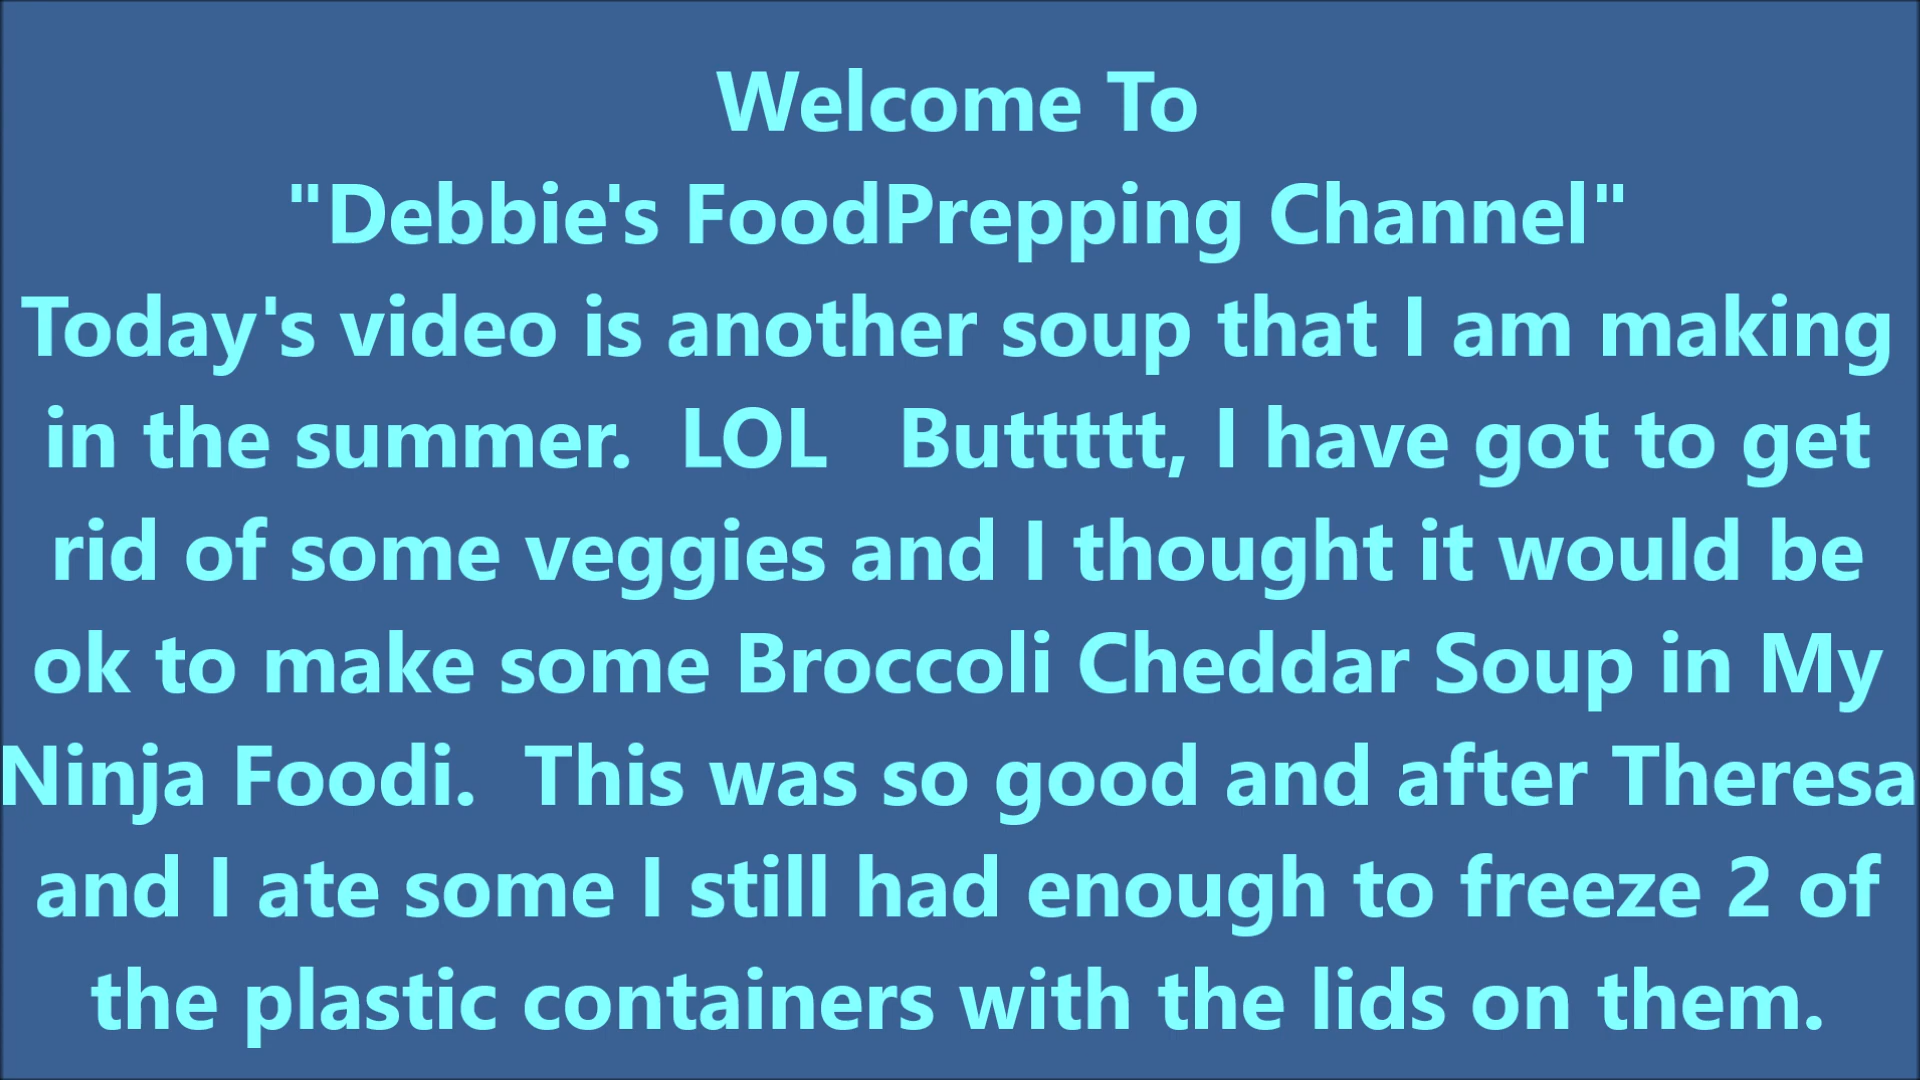 Welcome To
"Debbie's FoodPrepping Channel"
Today's video is another soup that I am making
in the summer.  LOL   Buttttt, I have got to get
rid of some veggies and I thought it would be
ok to make some Broccoli Cheddar Soup in My
Ninja Foodi.  This was so good and after Theresa
and I ate some I still had enough to freeze 2 of
the plastic containers with the lids on them.